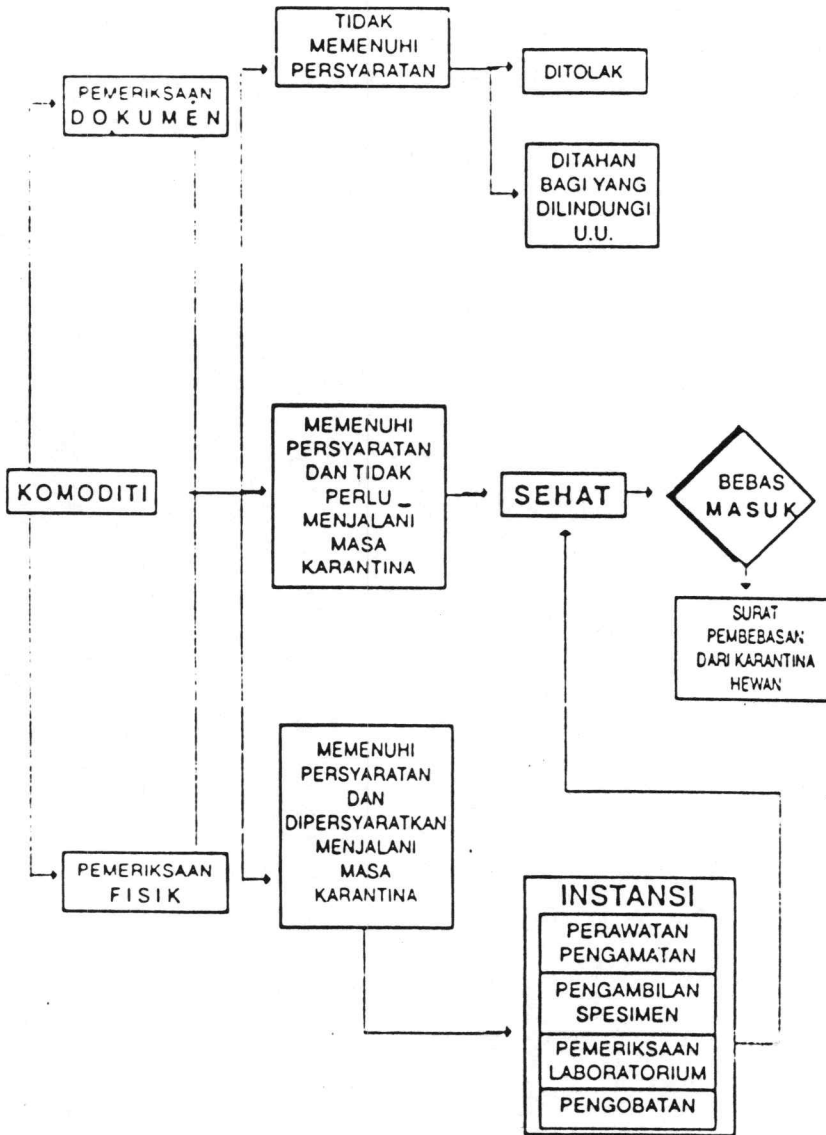 TIDAK
MEMENUHI
PERSYARATAN
DITOLAK
PEMERIKSAAN
DOKUMEN
DITAHAN
BAGI YANG
DILINDUNGI
U.U.
MEMENUHI
PERSYARATAN
DAN TIDAK
PERLU
MENJALANI
MASA
KARANTINA
KOMODITI
SEHAT
BEBAS
MASUK
SURAT
PEMBEBASAN
DARI KARANTINA
HEWAN
MEMENUHI
PERSYARATAN
DAN
DIPERSYARATKAN
MENJALANI
MASA
KARANTINA
PEMERIKSAAN
FISIK
INSTANSI
PERAWATAN
PENGAMATAN
PENGAMBILAN
SPESIMEN
PEMERIKSAAN
LABORATORIUM
PENGOBATAN